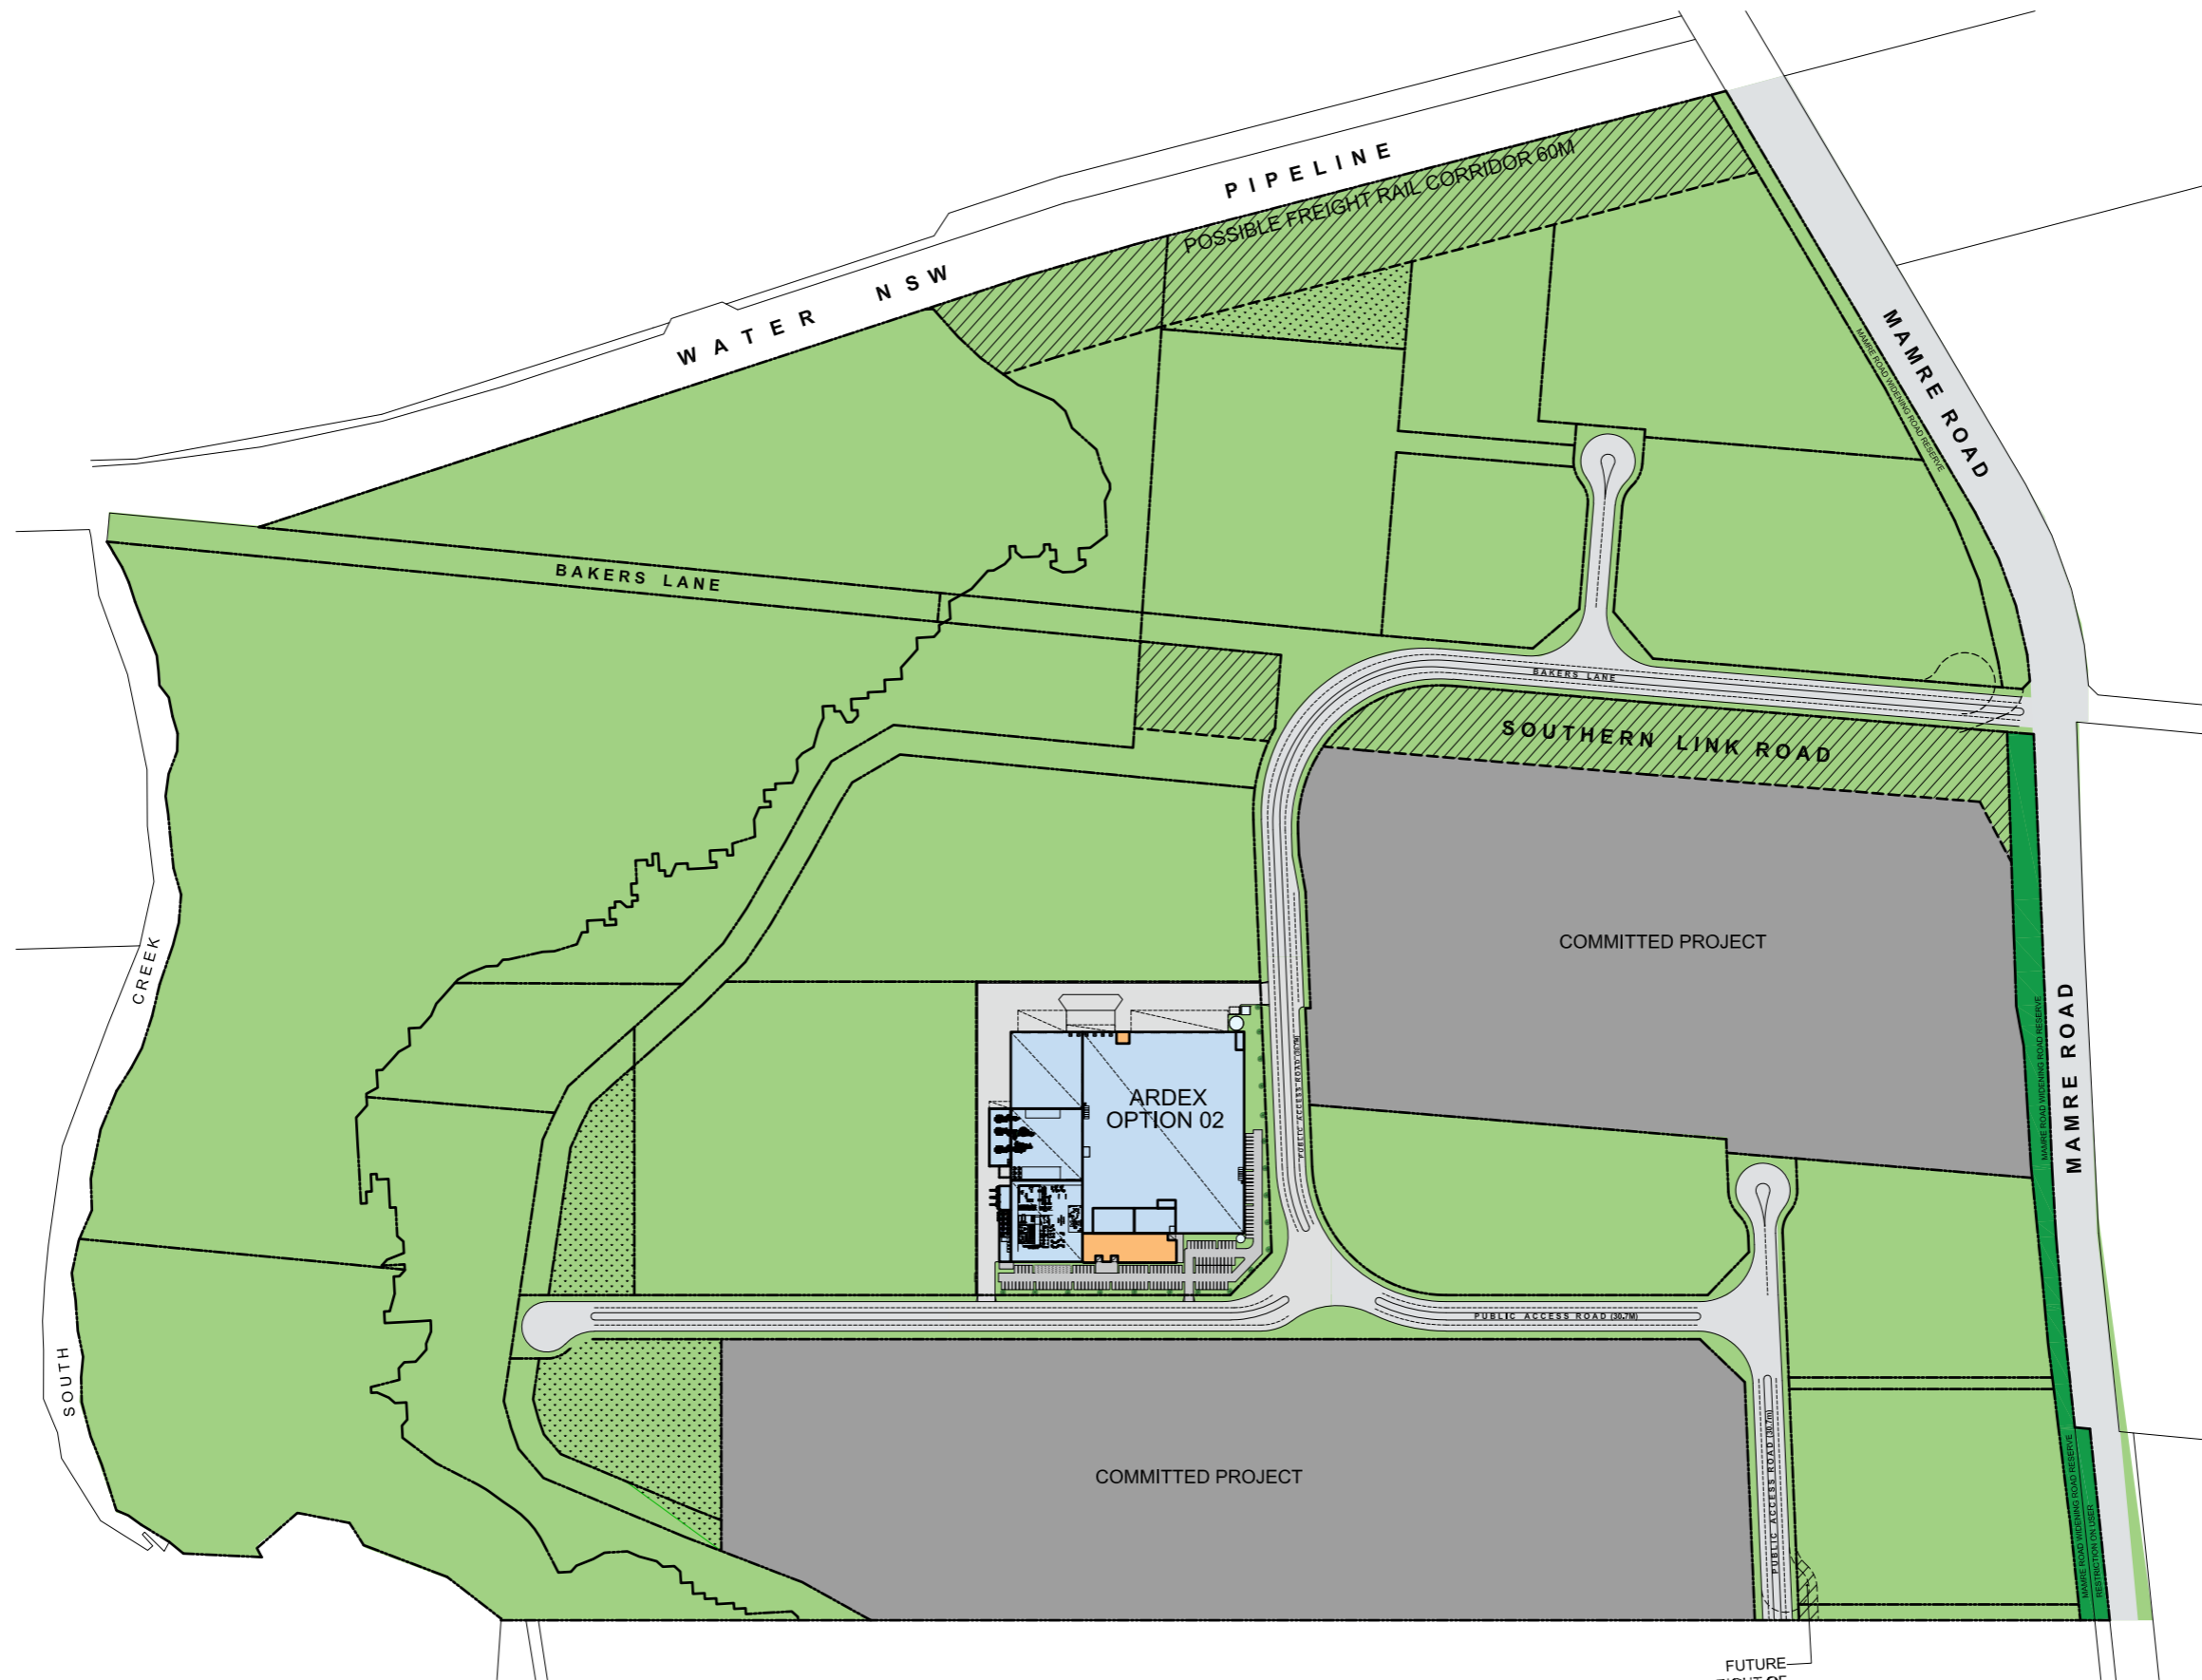 WATER NSW PIPELINE
POSSIBLE FREIGHT RAIL CORRIDOR 60M
MAMRE ROAD
MAMRE ROAD WIDENING ROAD RESERVE
BAKERS LANE
BAKERS LANE
SOUTHERN LINK ROAD
COMMITTED PROJECT
SOUTH CREEK
ARDEX
OPTION 02
PUBLIC ACCESS ROAD
MAMRE ROAD
MAMRE ROAD WIDENING ROAD RESERVE
PUBLIC ACCESS ROAD (30.7M)
PUBLIC ACCESS ROAD (30.7m)
COMMITTED PROJECT
MAMRE ROAD WIDENING ROAD RESERVE
RESTRICTION ON USER
FUTURE